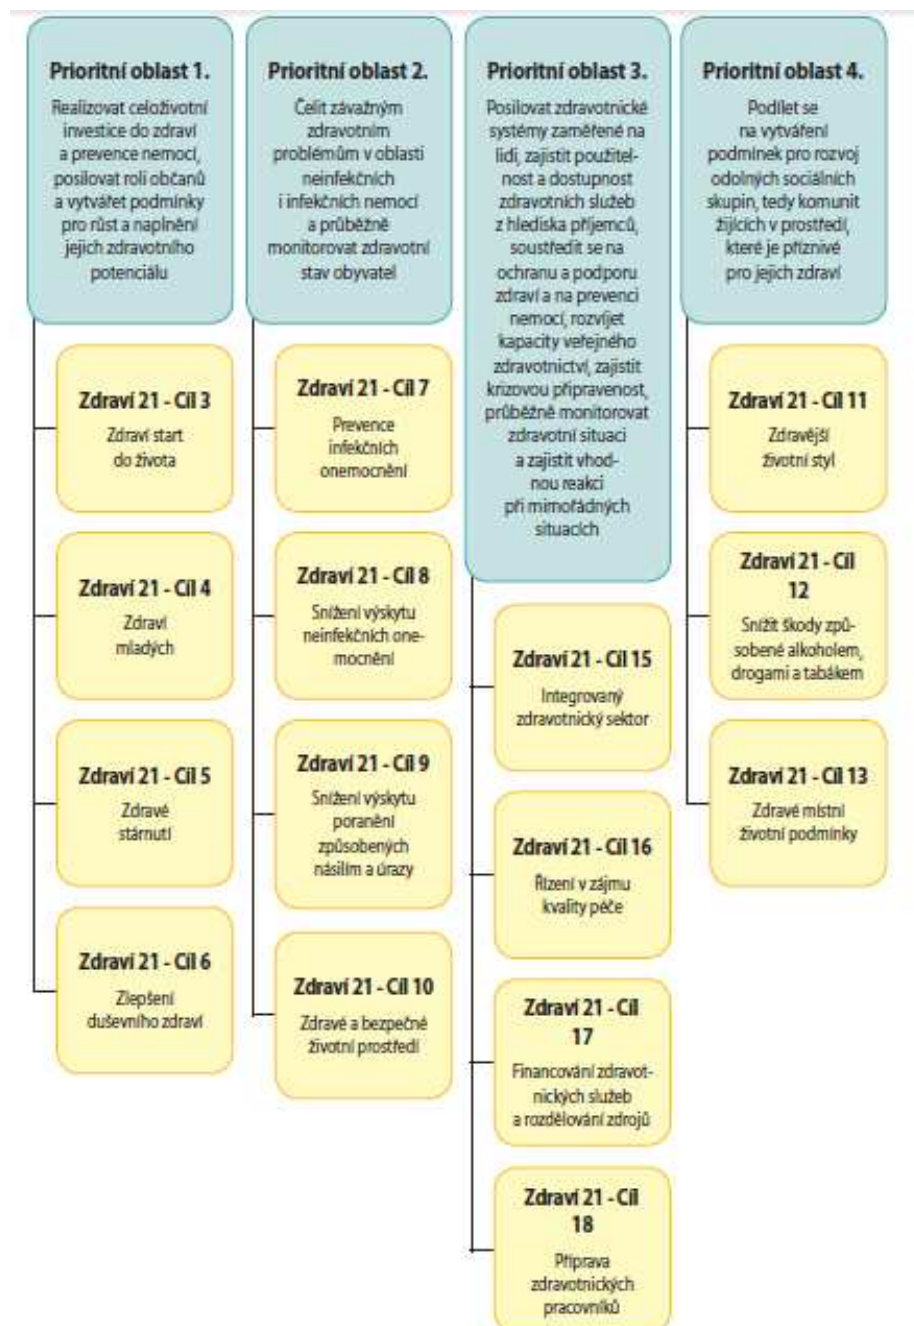 Prioritní oblast 1.
Realizovat celoživotní
investice do zdraví
a prevence nemocí,
posilovat roli občanů
a vytvářet podmínky
pro růst a naplnění
jejich zdravotního
potenciálu
Zdraví 21 - Cíl 3
Zdraví start
do života
Zdraví 21 - Cíl 4
Zdraví
mladých
Zdraví 21 - Cíl 5
Zdravé
stárnutí
Zdraví 21 - Cíl 6
Zlepšení
duševního zdraví
Prioritní oblast 2.
Čelit závažným
zdravotním
problémům v oblasti
neinfekčních
i infekčních nemocí
a průběžně
monitorovat zdravotní
stav obyvatel
Zdraví 21 - Cíl 7
Prevence
infekčních
onemocnění
Zdraví 21 - Cíl 8
Snížení výskytu
neinfekčních one-
mocnění
Zdraví 21 - Cíl 9
Snížení výskytu
poranění
způsobených
násilím a úrazy
Zdraví 21 - Cíl 10
Zdravé a bezpečné
životní prostředí
Prioritní oblast 3.
Posilovat zdravotnické
systémy zaměřené na
lidi, zajistit použitel-
nost a dostupnost
zdravotních služeb
z hlediska příjemců,
soustředit se na
ochranu a podporu
zdraví a na prevenci
nemocí, rozvíjet
kapacity veřejného
zdravotnictví, zajistit
krizovou připravenost,
průběžně monitorovat
zdravotní situaci
a zajistit vhod-
nou reakci
při mimořádných
situacích
Zdraví 21 - Cíl 15
Integrovaný
zdravotnický sektor
Zdraví 21 - Cíl 16
Řízení v zájmu
kvality péče
Zdraví 21 - Cíl
17
Financování zdravot-
nických služeb
a rozdělování zdrojů
Zdraví 21 - Cíl
18
Příprava
zdravotnických
pracovníků
Prioritní oblast 4.
Podílet se
na vytváření
podmínek pro rozvoj
odolných sociálních
skupin, tedy komunit
žijících v prostředí,
které je příznivé
pro jejich zdraví
Zdraví 21 - Cíl 11
Zdravější
životní styl
Zdraví 21 - Cíl
12
Snížit škody způ-
sobené alkoholem,
drogami a tabákem
Zdraví 21 - Cíl 13
Zdravé místní
životní podmínky